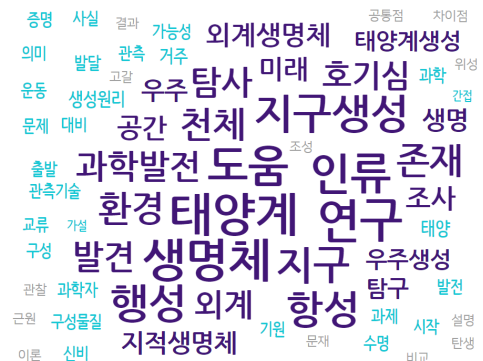 증명 사실 결과 가능성 외계생명체 공통점 차이점
의미 발달 관측 거주 태양계생성
고갈 우주 탐사 미래 호기심 과학 위성
운동 생성원리 지구생성 간접
문제 대비 공간 전체 생명
출발 과학발전 도움 조성 인류 존재
관측기술 환경 태양계 연구 조사
교류 가설 태양
구성 발견 생명체 지구 우주생성
관찰 과학자 행성 외계 항성 탐구 발전
근원 구성물질 기원 과제 시작 설명
이론 신비 지적생명체 문제 수명 비교 탄생